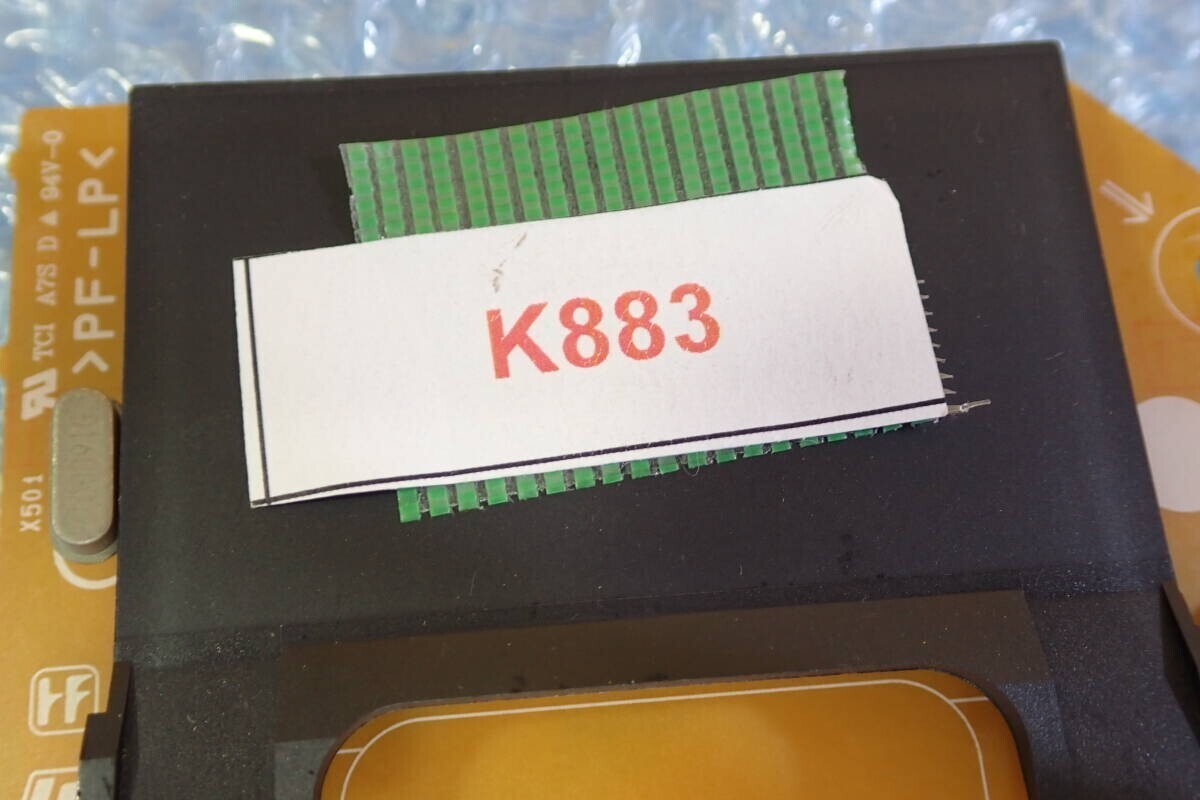 K883
>PF-LP<
TCI A7S D ▲ 94V-0
X501